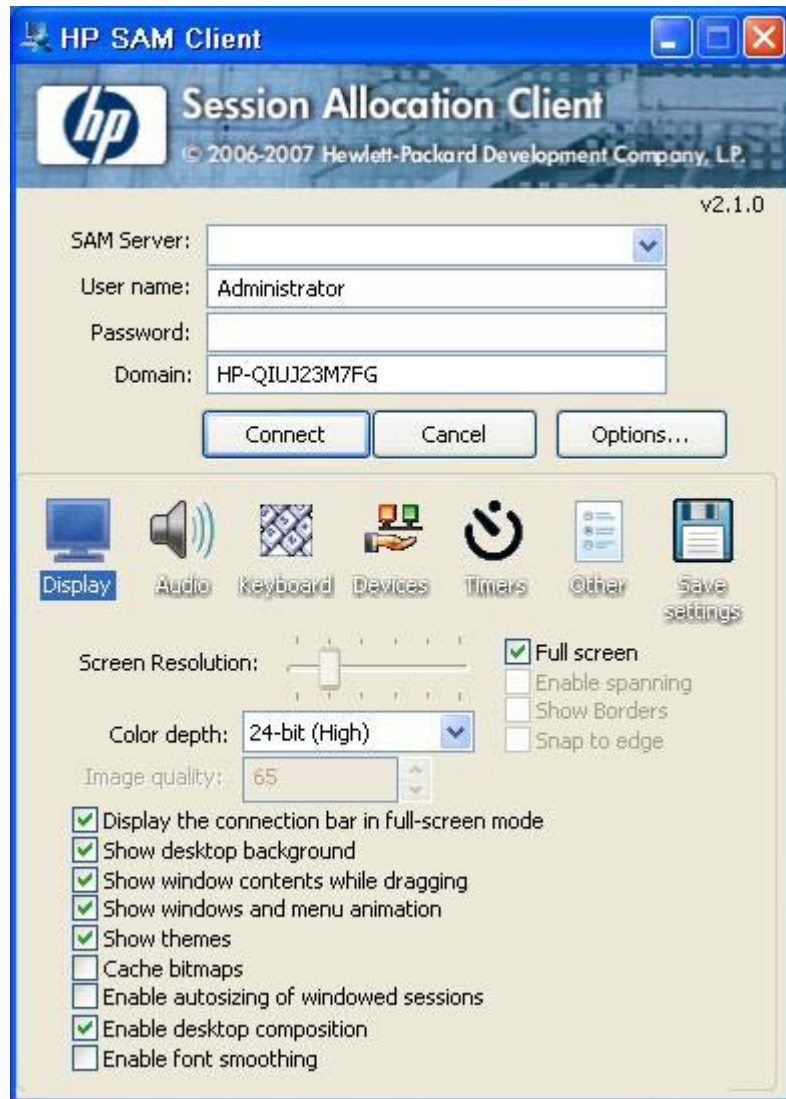 HP SAM Client
hp
Session Allocation Client
© 2006-2007 Hewlett-Packard Development Company, L.P.
v2.1.0
SAM Server:
User name: Administrator
Password:
Domain: HP-QIUJ23M7FG
Connect Cancel Options...
Display Audio Keyboard Devices Timers Other Save
settings
Screen Resolution:
Full screen
Enable spanning
Show Borders
Color depth: 24-bit (High)
Snap to edge
Image quality: 65
Display the connection bar in full-screen mode
Show desktop background
Show window contents while dragging
Show windows and menu animation
Show themes
Cache bitmaps
Enable autosizing of windowed sessions
Enable desktop composition
Enable font smoothing